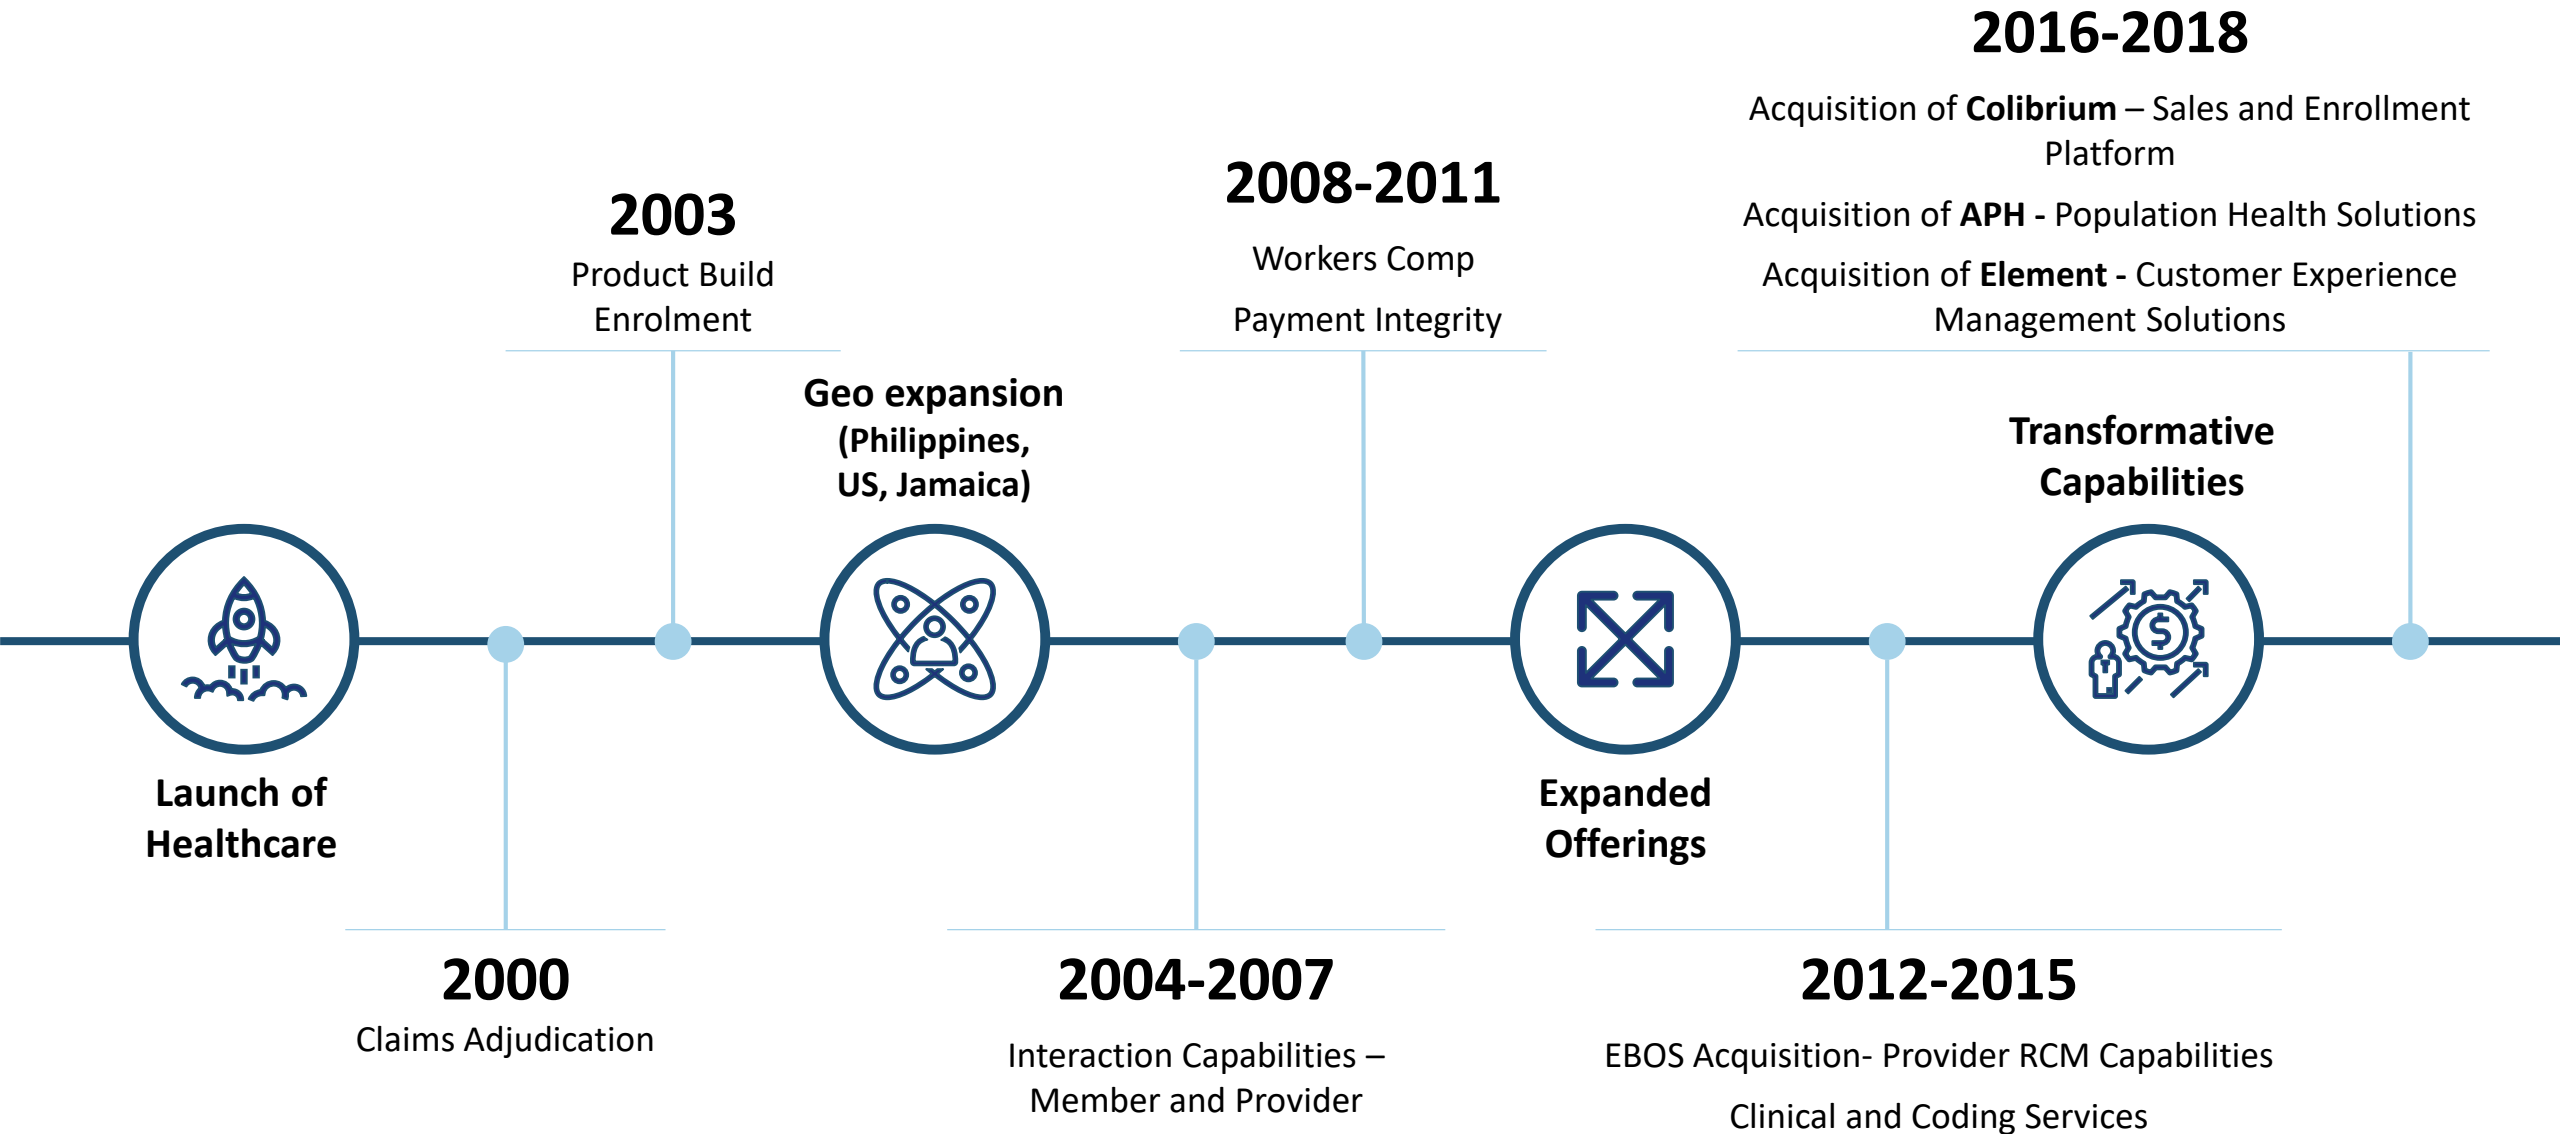 2016-2018
Acquisition of Colibrium – Sales and Enrollment
Platform
Acquisition of APH - Population Health Solutions
Acquisition of Element - Customer Experience
Management Solutions
2008-2011
Workers Comp
Payment Integrity
2003
Product Build
Enrolment
Geo expansion
(Philippines,
US, Jamaica)
Transformative
Capabilities
$
Launch of
Healthcare
Expanded
Offerings
2000
Claims Adjudication
2004-2007
Interaction Capabilities –
Member and Provider
2012-2015
EBOS Acquisition- Provider RCM Capabilities
Clinical and Coding Services